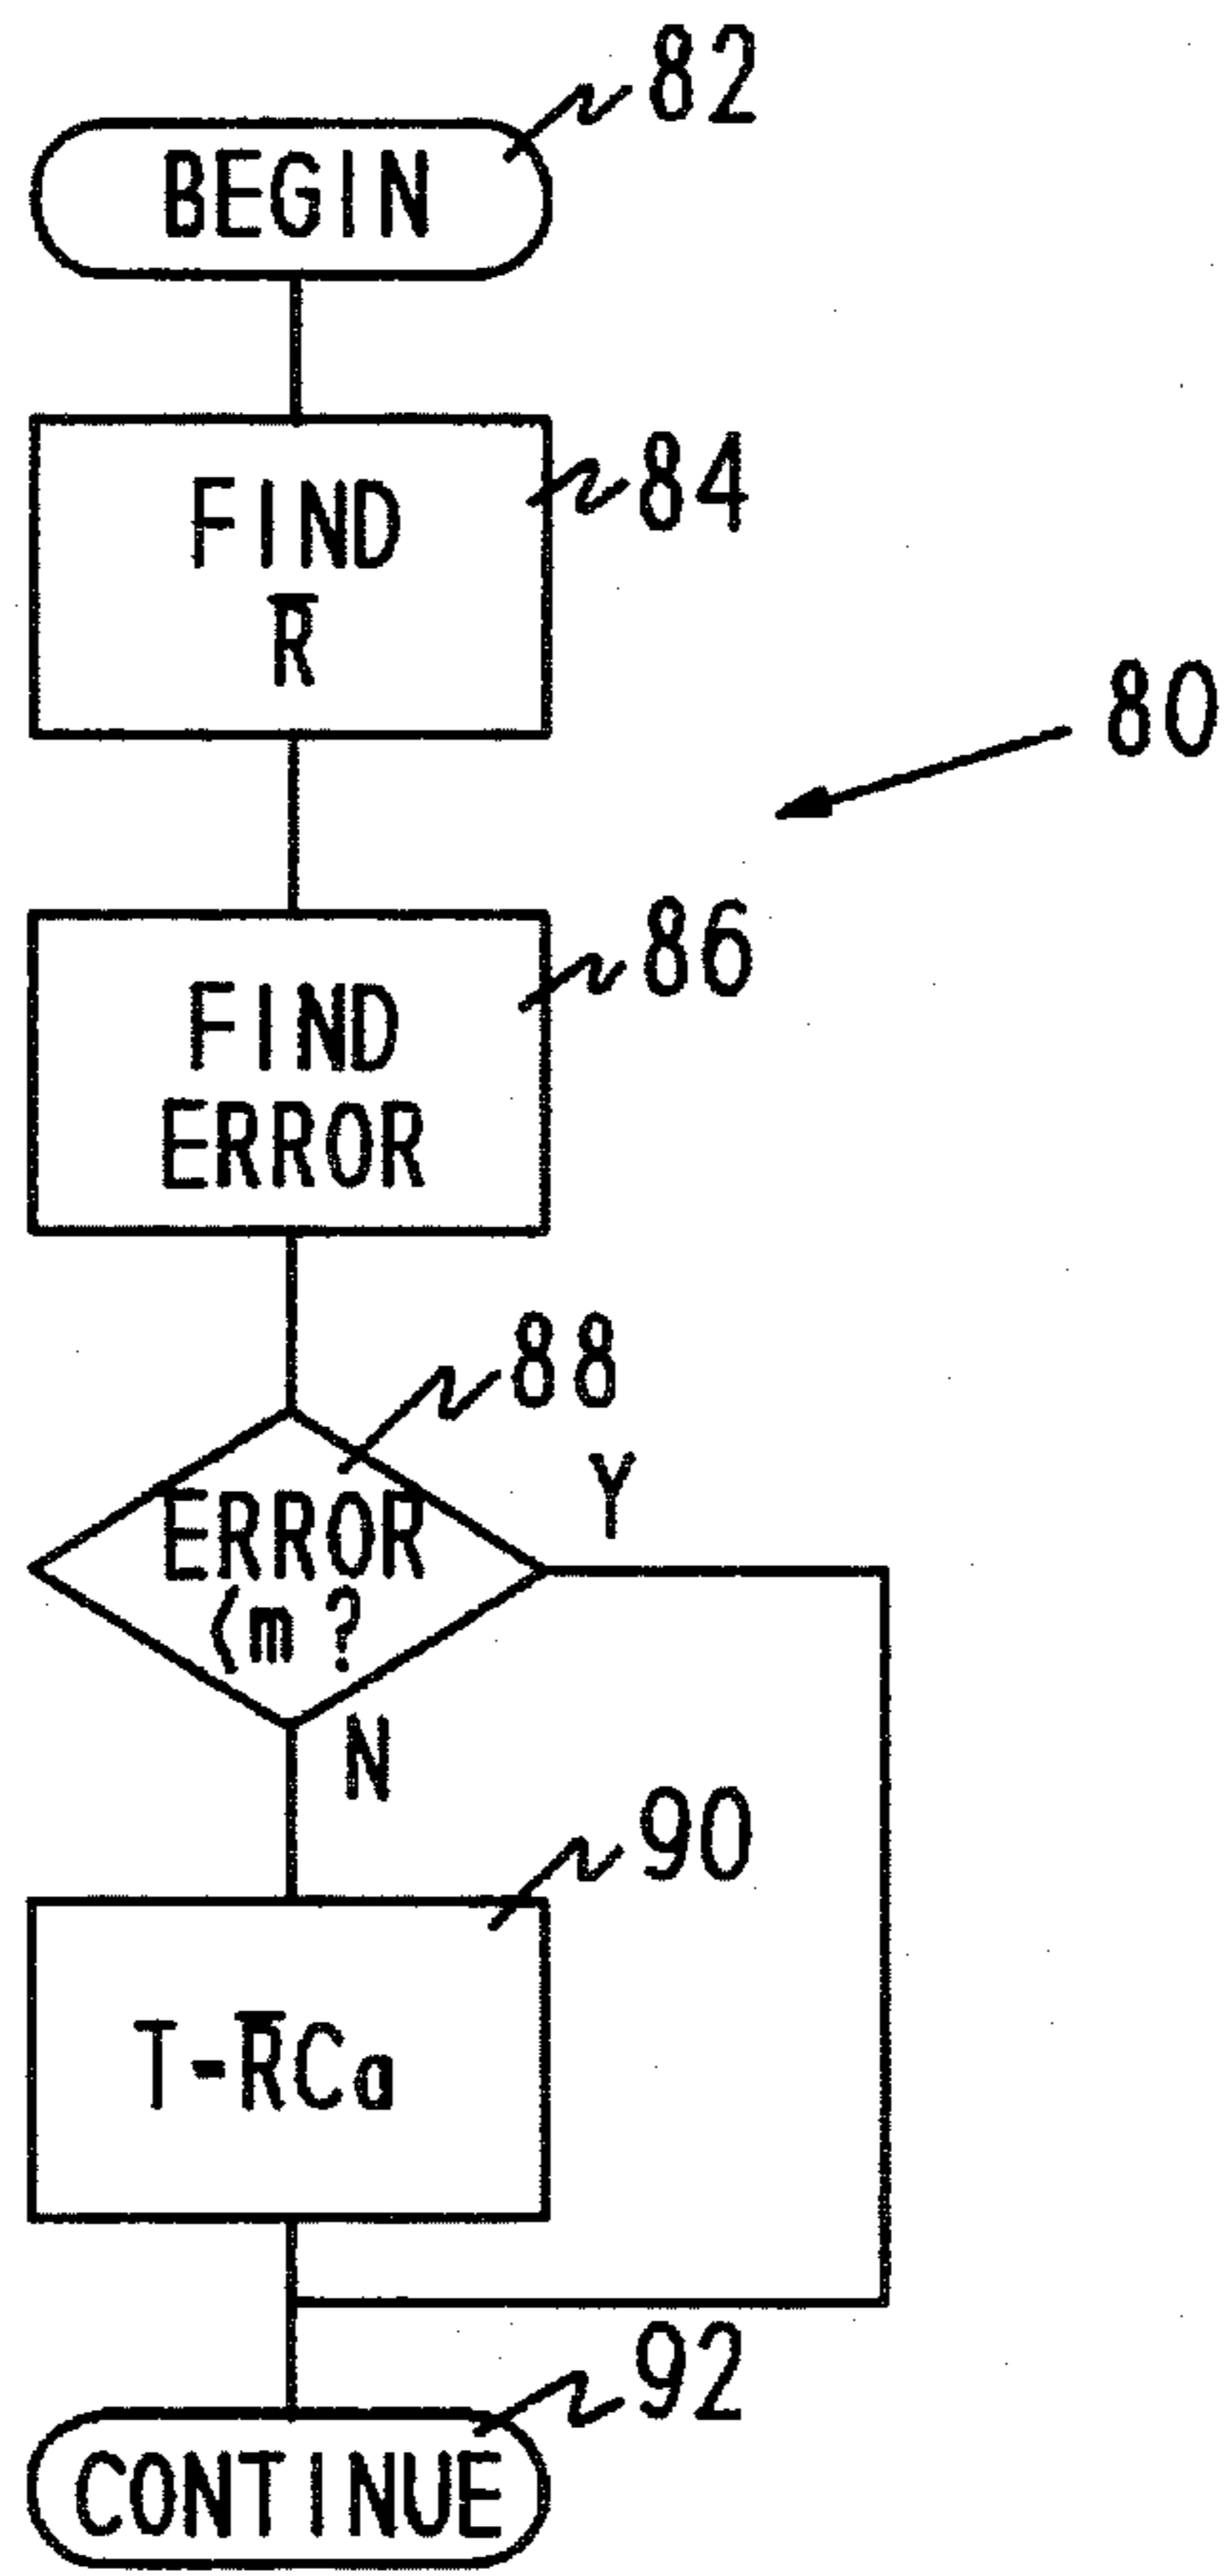 82
BEGIN
84
FIND
R̅
80
86
FIND
ERROR
88
ERROR
<m?
Y
N
90
T-R̅Ca
92
CONTINUE